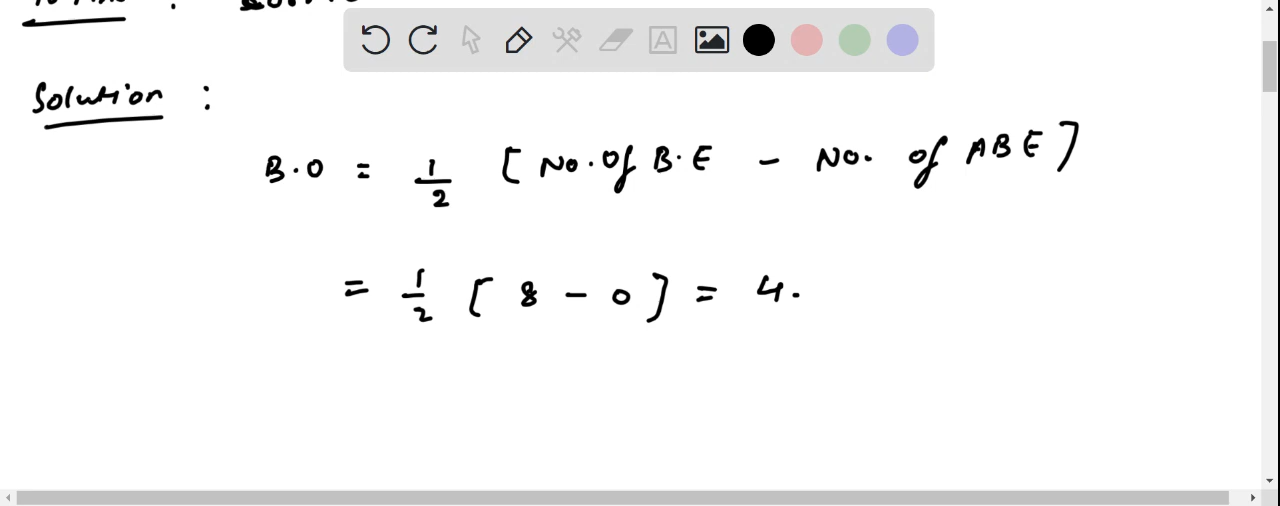 Solution :
B.O = 1/2 [ No. of B.E - No. of ABE ]
= 1/2 [ 8 - 0 ] = 4.